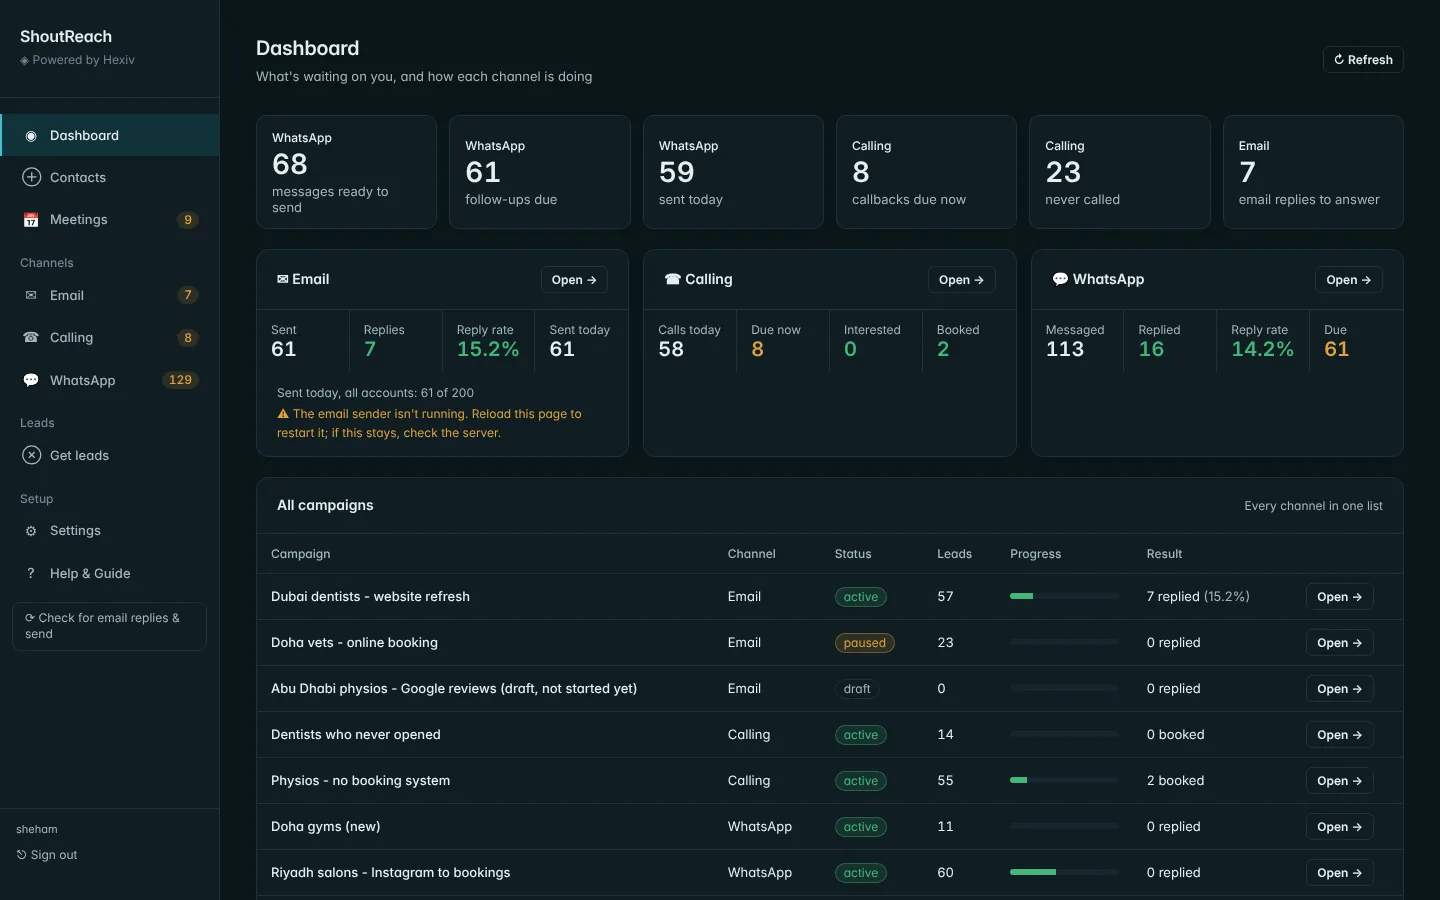 ShoutReach
◈ Powered by Hexiv
Dashboard
Contacts
Meetings 9
Channels
Email 7
Calling 8
WhatsApp 129
Leads
Get leads
Setup
Settings
? Help & Guide
⟳ Check for email replies &
send
sheham
⎋ Sign out
Dashboard
What's waiting on you, and how each channel is doing
↻ Refresh
WhatsApp
68
messages ready to
send
WhatsApp
61
follow-ups due
WhatsApp
59
sent today
Calling
8
callbacks due now
Calling
23
never called
Email
7
email replies to answer
✉ Email
Open →
Sent
61
Replies
7
Reply rate
15.2%
Sent today
61
Sent today, all accounts: 61 of 200
⚠ The email sender isn't running. Reload this page to
restart it; if this stays, check the server.
☎ Calling
Open →
Calls today
58
Due now
8
Interested
0
Booked
2
💬 WhatsApp
Open →
Messaged
113
Replied
16
Reply rate
14.2%
Due
61
All campaigns
Every channel in one list
Campaign Channel Status Leads Progress Result
Dubai dentists - website refresh Email active 57 7 replied (15.2%) Open →
Doha vets - online booking Email paused 23 0 replied Open →
Abu Dhabi physios - Google reviews (draft, not started yet) Email draft 0 0 replied Open →
Dentists who never opened Calling active 14 0 booked Open →
Physios - no booking system Calling active 55 2 booked Open →
Doha gyms (new) WhatsApp active 11 0 replied Open →
Riyadh salons - Instagram to bookings WhatsApp active 60 0 replied Open →